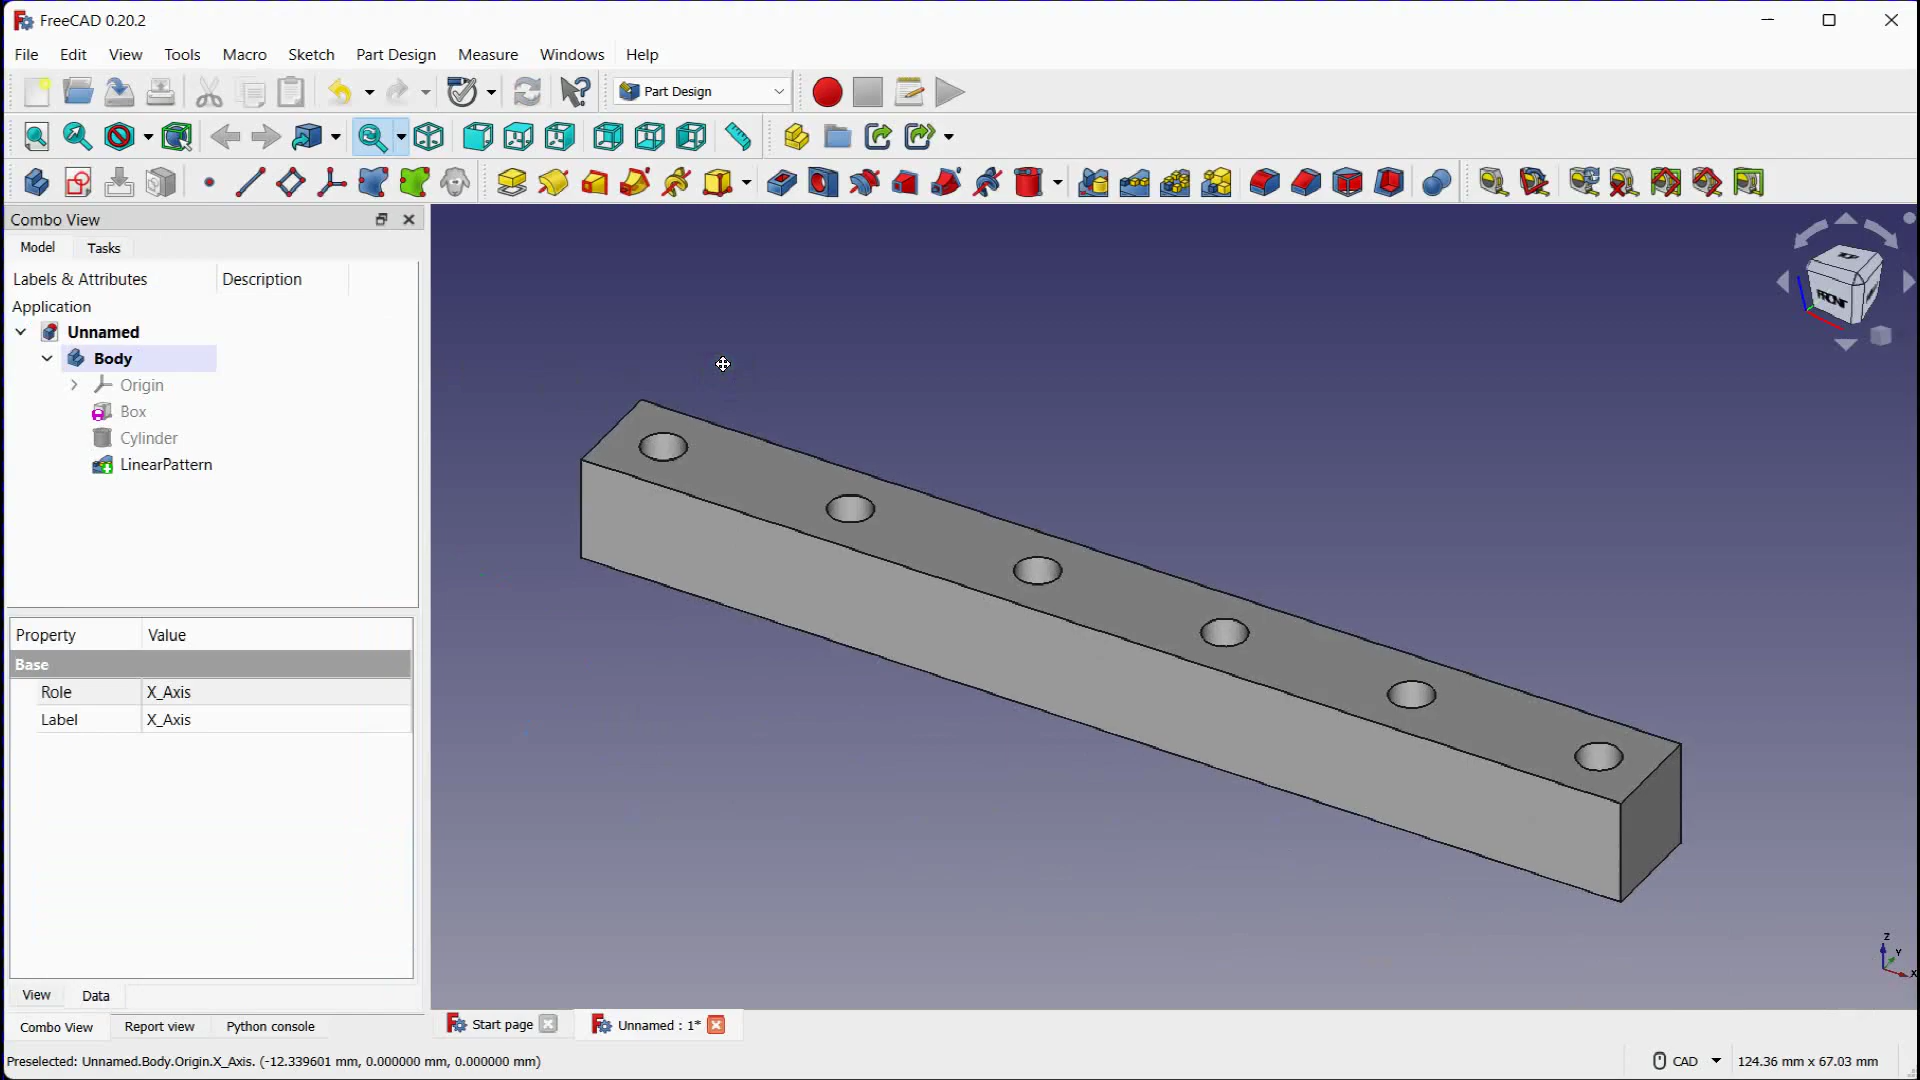 FreeCAD 0.20.2
File Edit View Tools Macro Sketch Part Design Measure Windows Help
Part Design
Combo View
Model Tasks
Labels & Attributes Description
Application
Unnamed
Body
Origin
Box
Cylinder
LinearPattern
Property Value
Base
Role X_Axis
Label X_Axis
View Data
Combo View Report view Python console
TOP
FRONT
Z
Y
X
Start page Unnamed : 1*
Preselected: Unnamed.Body.Origin.X_Axis. (-12.339601 mm, 0.000000 mm, 0.000000 mm)
CAD 124.36 mm x 67.03 mm